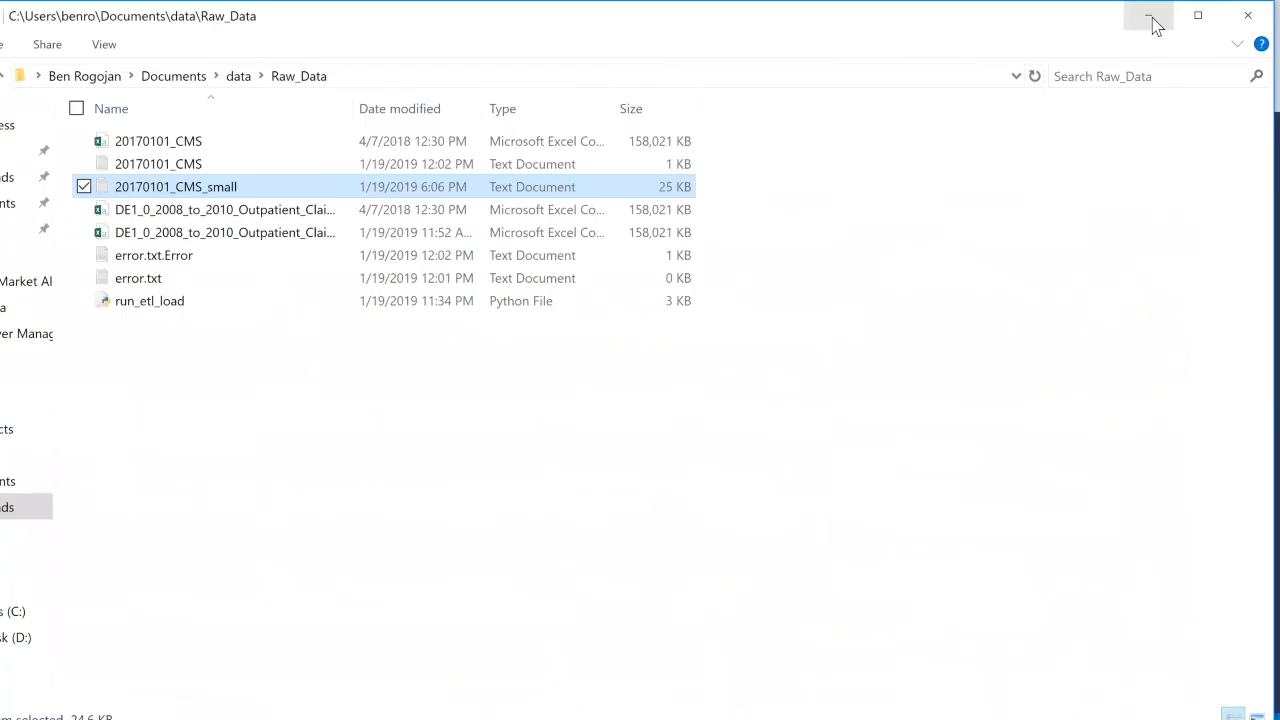 C:\Users\benro\Documents\data\Raw_Data
e Share View
Ben Rogojan > Documents > data > Raw_Data Search Raw_Data
Name Date modified Type Size
ess
20170101_CMS 4/7/2018 12:30 PM Microsoft Excel Co... 158,021 KB
20170101_CMS 1/19/2019 12:02 PM Text Document 1 KB
ds
20170101_CMS_small 1/19/2019 6:06 PM Text Document 25 KB
nts
DE1_0_2008_to_2010_Outpatient_Clai... 4/7/2018 12:30 PM Microsoft Excel Co... 158,021 KB
DE1_0_2008_to_2010_Outpatient_Clai... 1/19/2019 11:52 A... Microsoft Excel Co... 158,021 KB
error.txt.Error 1/19/2019 12:02 PM Text Document 1 KB
Market Al
error.txt 1/19/2019 12:01 PM Text Document 0 KB
a
run_etl_load 1/19/2019 11:34 PM Python File 3 KB
er Manag
cts
nts
ds
s (C:)
sk (D:)
m selected 24.6 KB